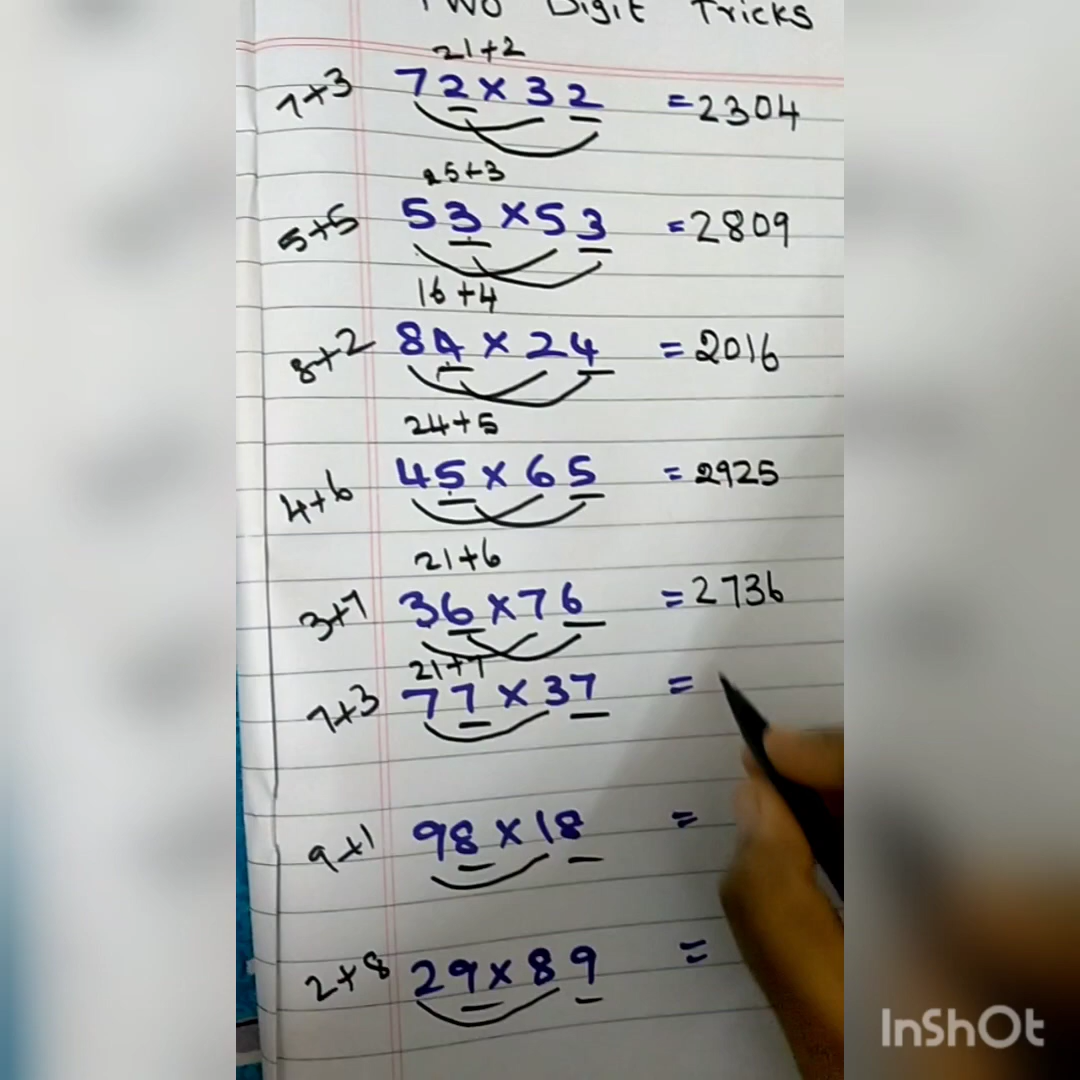 Two Digit Tricks
21+2
7+3 72×32 =2304
25+3
5+5 53×53 =2809
16+4
8+2 84×24 =2016
24+5
4+6 45×65 =2925
21+6
3+7 36×76 =2736
21+7
7+3 77×37 =
9+1 98×18 =
2+8 29×89 =
InShOt